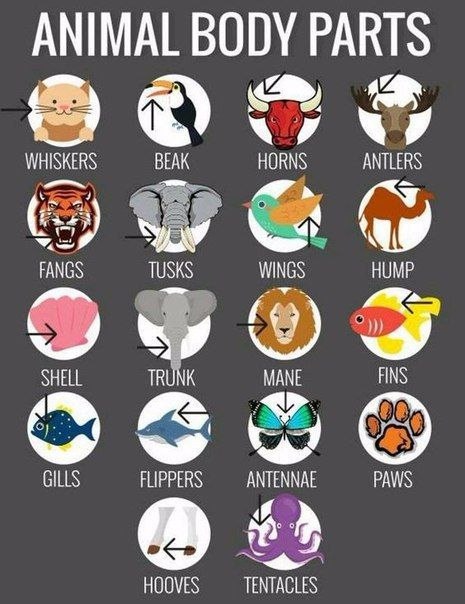 ANIMAL BODY PARTS
WHISKERS BEAK HORNS ANTLERS
FANGS TUSKS WINGS HUMP
SHELL TRUNK MANE FINS
GILLS FLIPPERS ANTENNAE PAWS
HOOVES TENTACLES